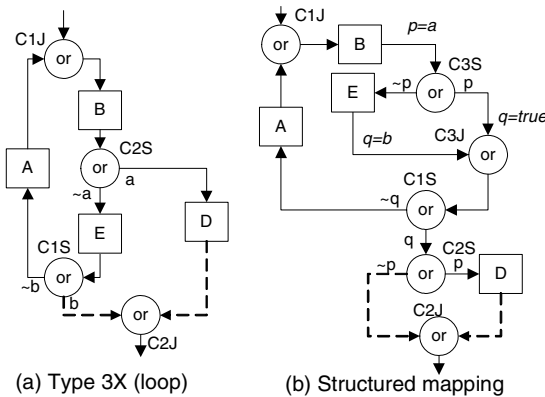 C1J
or
B
C2S
or
a
~a
A
E
D
C1S
or
~b
b
or
C2J
(a) Type 3X (loop)
C1J
or
B
p=a
C3S
E
~p
or
p
A
q=true
C3J
q=b
or
C1S
~q
or
q
C2S
~p
or
p
D
C2J
or
(b) Structured mapping